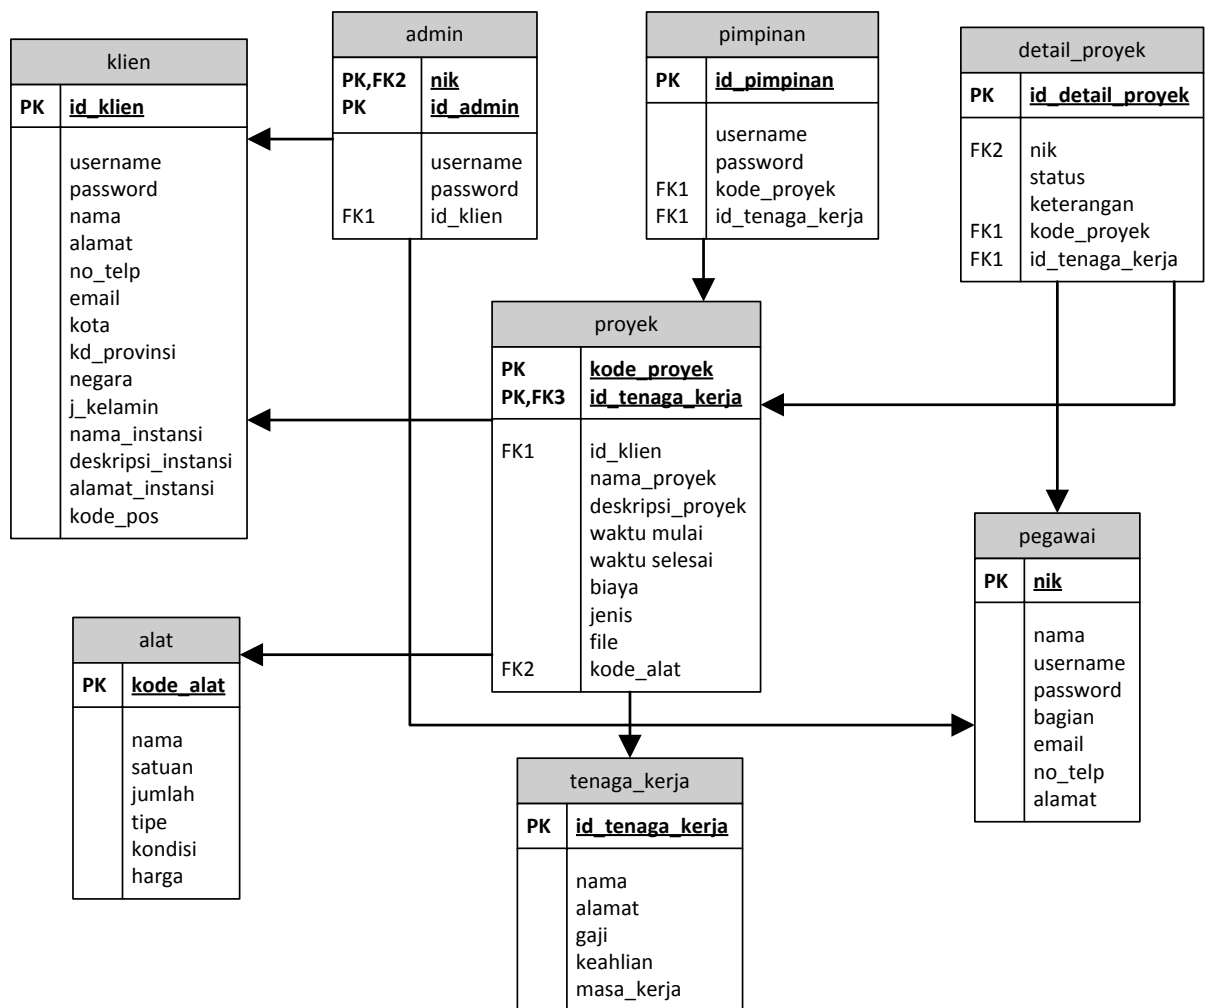 klien
PK id_klien
username
password
nama
alamat
no_telp
email
kota
kd_provinsi
negara
j_kelamin
nama_instansi
deskripsi_instansi
alamat_instansi
kode_pos
admin
PK,FK2 nik
PK id_admin
username
password
FK1 id_klien
pimpinan
PK id_pimpinan
username
password
FK1 kode_proyek
FK1 id_tenaga_kerja
detail_proyek
PK id_detail_proyek
FK2 nik
status
keterangan
FK1 kode_proyek
FK1 id_tenaga_kerja
proyek
PK kode_proyek
PK,FK3 id_tenaga_kerja
FK1 id_klien
nama_proyek
deskripsi_proyek
waktu mulai
waktu selesai
biaya
jenis
file
FK2 kode_alat
pegawai
PK nik
nama
username
password
bagian
email
no_telp
alamat
alat
PK kode_alat
nama
satuan
jumlah
tipe
kondisi
harga
tenaga_kerja
PK id_tenaga_kerja
nama
alamat
gaji
keahlian
masa_kerja